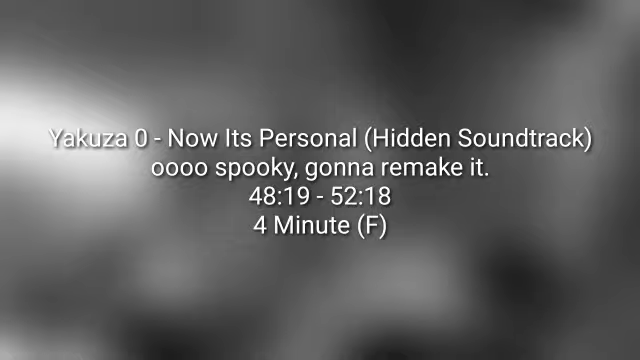 Yakuza 0 - Now Its Personal (Hidden Soundtrack)
oooo spooky, gonna remake it.
48:19 - 52:18
4 Minute (F)